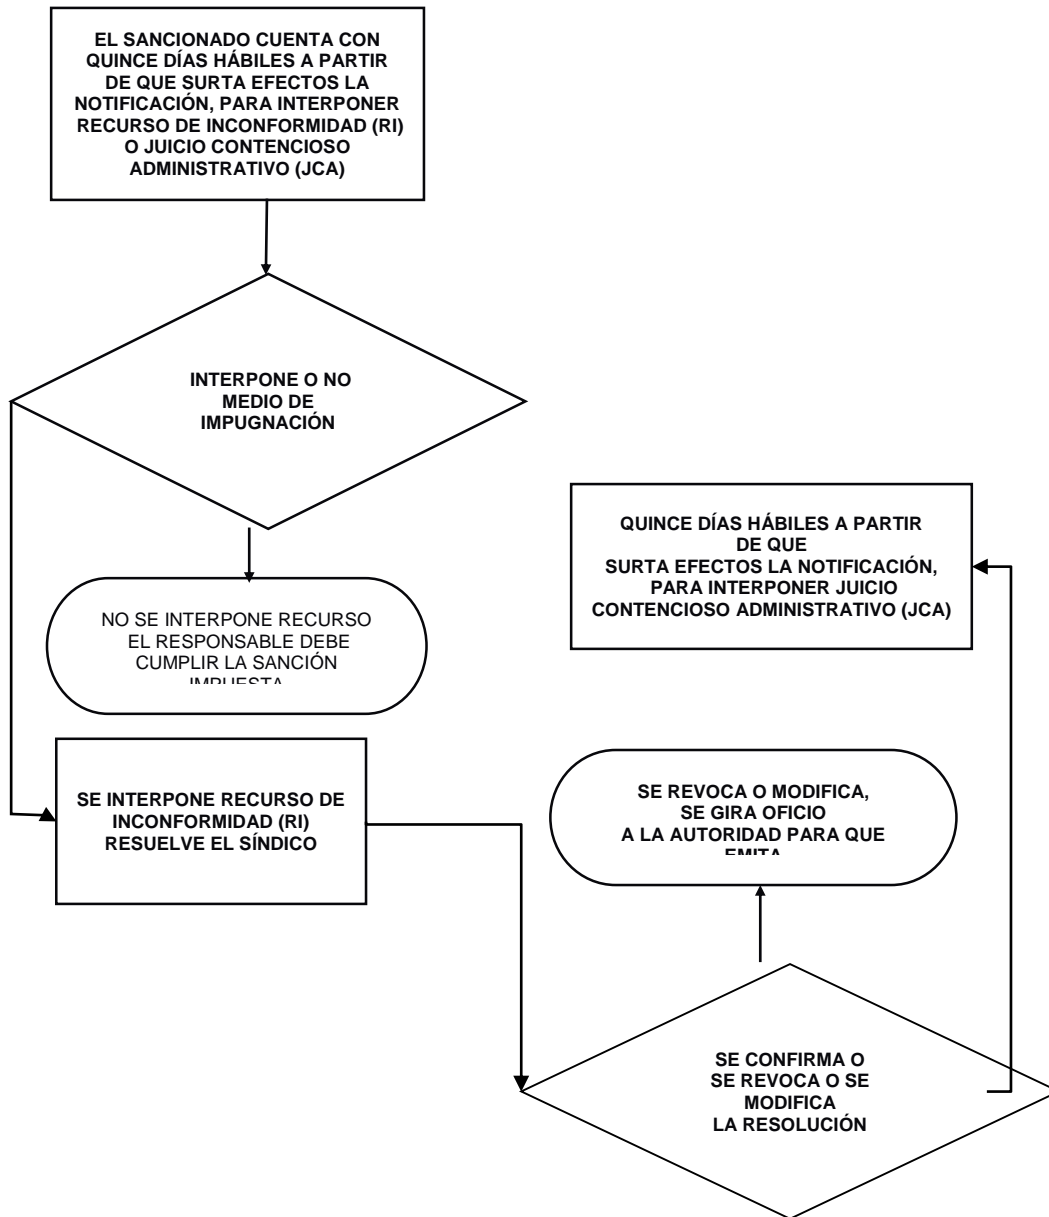 EL SANCIONADO CUENTA CON
QUINCE DÍAS HÁBILES A PARTIR
DE QUE SURTA EFECTOS LA
NOTIFICACIÓN, PARA INTERPONER
RECURSO DE INCONFORMIDAD (RI)
O JUICIO CONTENCIOSO
ADMINISTRATIVO (JCA)
INTERPONE O NO
MEDIO DE
IMPUGNACIÓN
NO SE INTERPONE RECURSO
EL RESPONSABLE DEBE
CUMPLIR LA SANCIÓN
IMPUESTA
SE INTERPONE RECURSO DE
INCONFORMIDAD (RI)
RESUELVE EL SÍNDICO
QUINCE DÍAS HÁBILES A PARTIR
DE QUE
SURTA EFECTOS LA NOTIFICACIÓN,
PARA INTERPONER JUICIO
CONTENCIOSO ADMINISTRATIVO (JCA)
SE REVOCA O MODIFICA,
SE GIRA OFICIO
A LA AUTORIDAD PARA QUE
EMITA
SE CONFIRMA O
SE REVOCA O SE
MODIFICA
LA RESOLUCIÓN